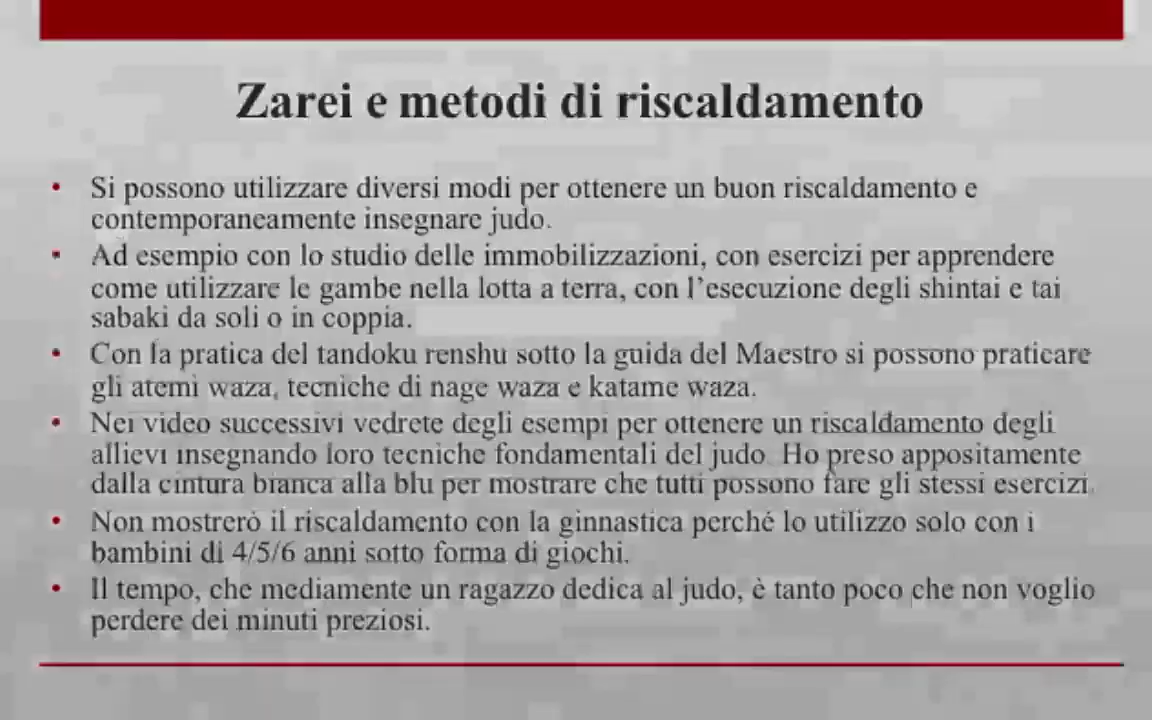 Zarei e metodi di riscaldamento
• Si possono utilizzare diversi modi per ottenere un buon riscaldamento e
contemporaneamente insegnare judo.
• Ad esempio con lo studio delle immobilizzazioni, con esercizi per apprendere
come utilizzare le gambe nella lotta a terra, con l’esecuzione degli shintai e tai
sabaki da soli o in coppia.
• Con la pratica del tandoku renshu sotto la guida del Maestro si possono praticare
gli atemi waza, tecniche di nage waza e katame waza.
• Nei video successivi vedrete degli esempi per ottenere un riscaldamento degli
allievi insegnando loro tecniche fondamentali del judo. Ho preso appositamente
dalla cintura bianca alla blu per mostrare che tutti possono fare gli stessi esercizi.
• Non mostrerò il riscaldamento con la ginnastica perché lo utilizzo solo con i
bambini di 4/5/6 anni sotto forma di giochi.
• Il tempo, che mediamente un ragazzo dedica al judo, è tanto poco che non voglio
perdere dei minuti preziosi.